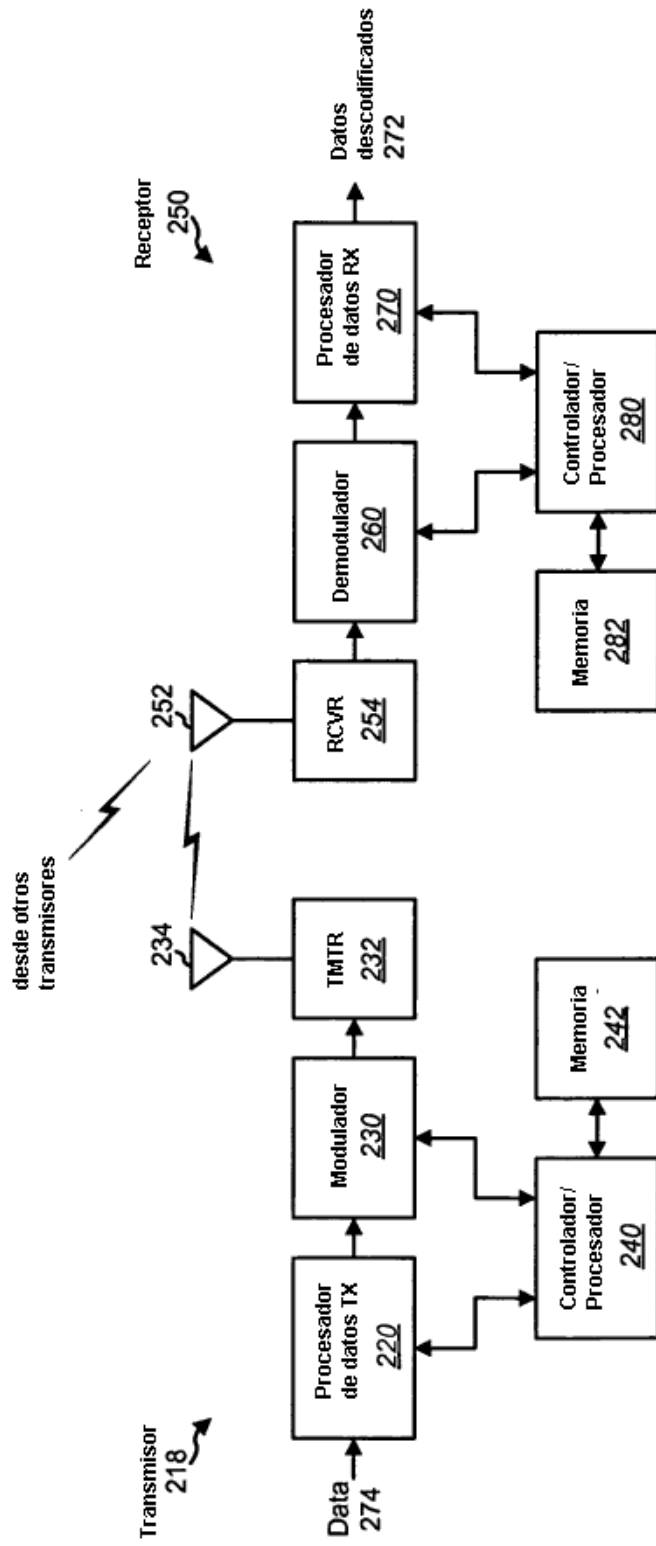 desde otros
transmisores
Transmisor
218
Data
274
Procesador
de datos TX
220
Modulador
230
TMTR
232
234
Controlador/
Procesador
240
Memoria
242
Receptor
250
252
RCVR
254
Demodulador
260
Procesador
de datos RX
270
Datos
descodificados
272
Memoria
282
Controlador/
Procesador
280